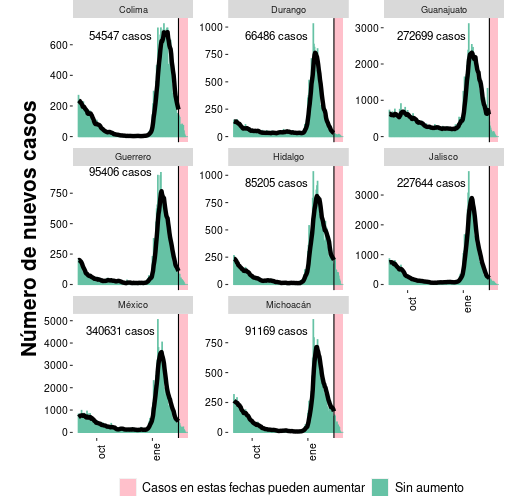 Número de nuevos casos
Colima
54547 casos
600
400
200
0
Durango
66486 casos
1000
750
500
250
0
Guanajuato
272699 casos
3000
2000
1000
0
Guerrero
95406 casos
750
500
250
0
Hidalgo
85205 casos
1000
750
500
250
0
Jalisco
227644 casos
3000
2000
1000
0
oct
ene
México
340631 casos
5000
4000
3000
2000
1000
0
oct
ene
Michoacán
91169 casos
750
500
250
0
oct
ene
Casos en estas fechas pueden aumentar
Sin aumento